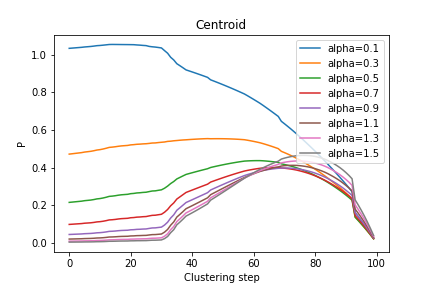 Centroid
1.0
0.8
0.6
0.4
0.2
0.0
P
0
20
40
60
80
100
Clustering step
alpha=0.1
alpha=0.3
alpha=0.5
alpha=0.7
alpha=0.9
alpha=1.1
alpha=1.3
alpha=1.5